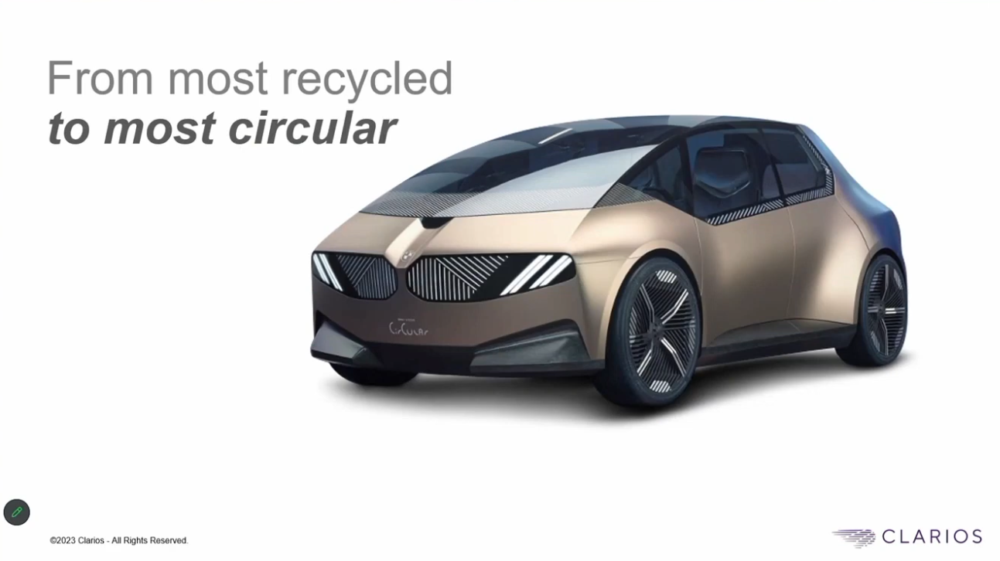 From most recycled
to most circular
CirCuLAr
©2023 Clarios - All Rights Reserved.
CLARIOS